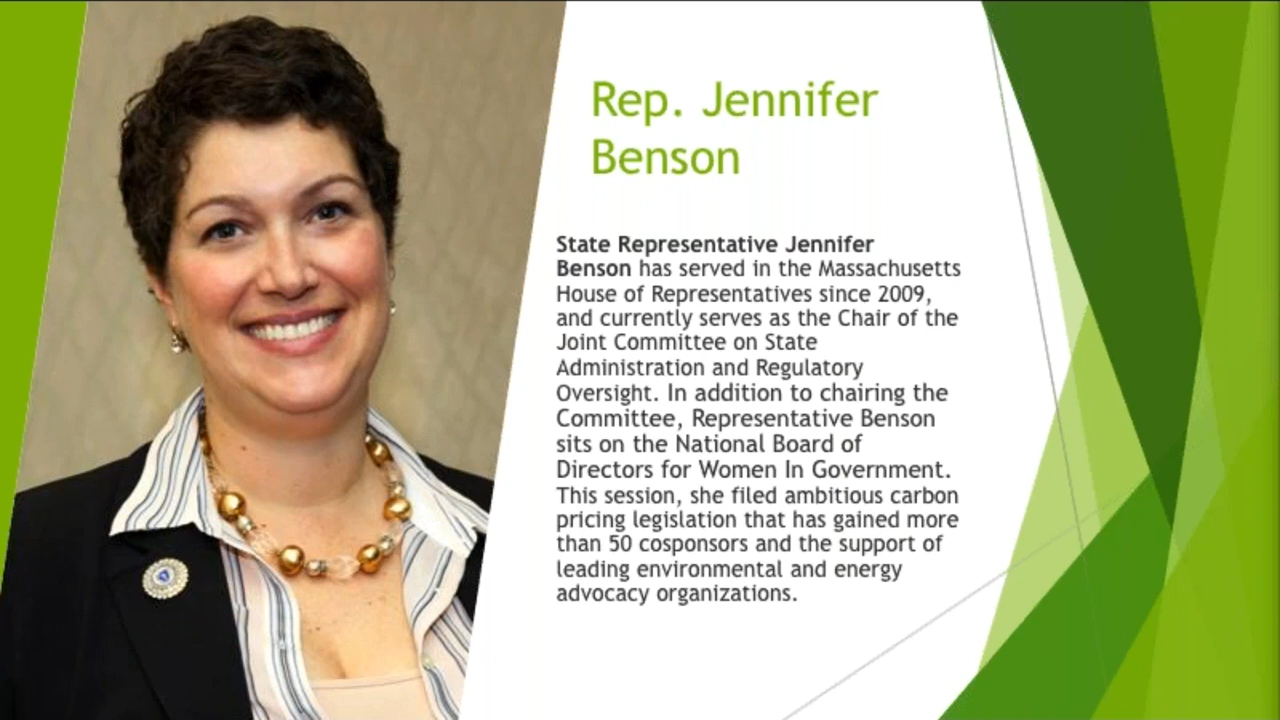 Rep. Jennifer
Benson
State Representative Jennifer
Benson has served in the Massachusetts
House of Representatives since 2009,
and currently serves as the Chair of the
Joint Committee on State
Administration and Regulatory
Oversight. In addition to chairing the
Committee, Representative Benson
sits on the National Board of
Directors for Women In Government.
This session, she filed ambitious carbon
pricing legislation that has gained more
than 50 cosponsors and the support of
leading environmental and energy
advocacy organizations.